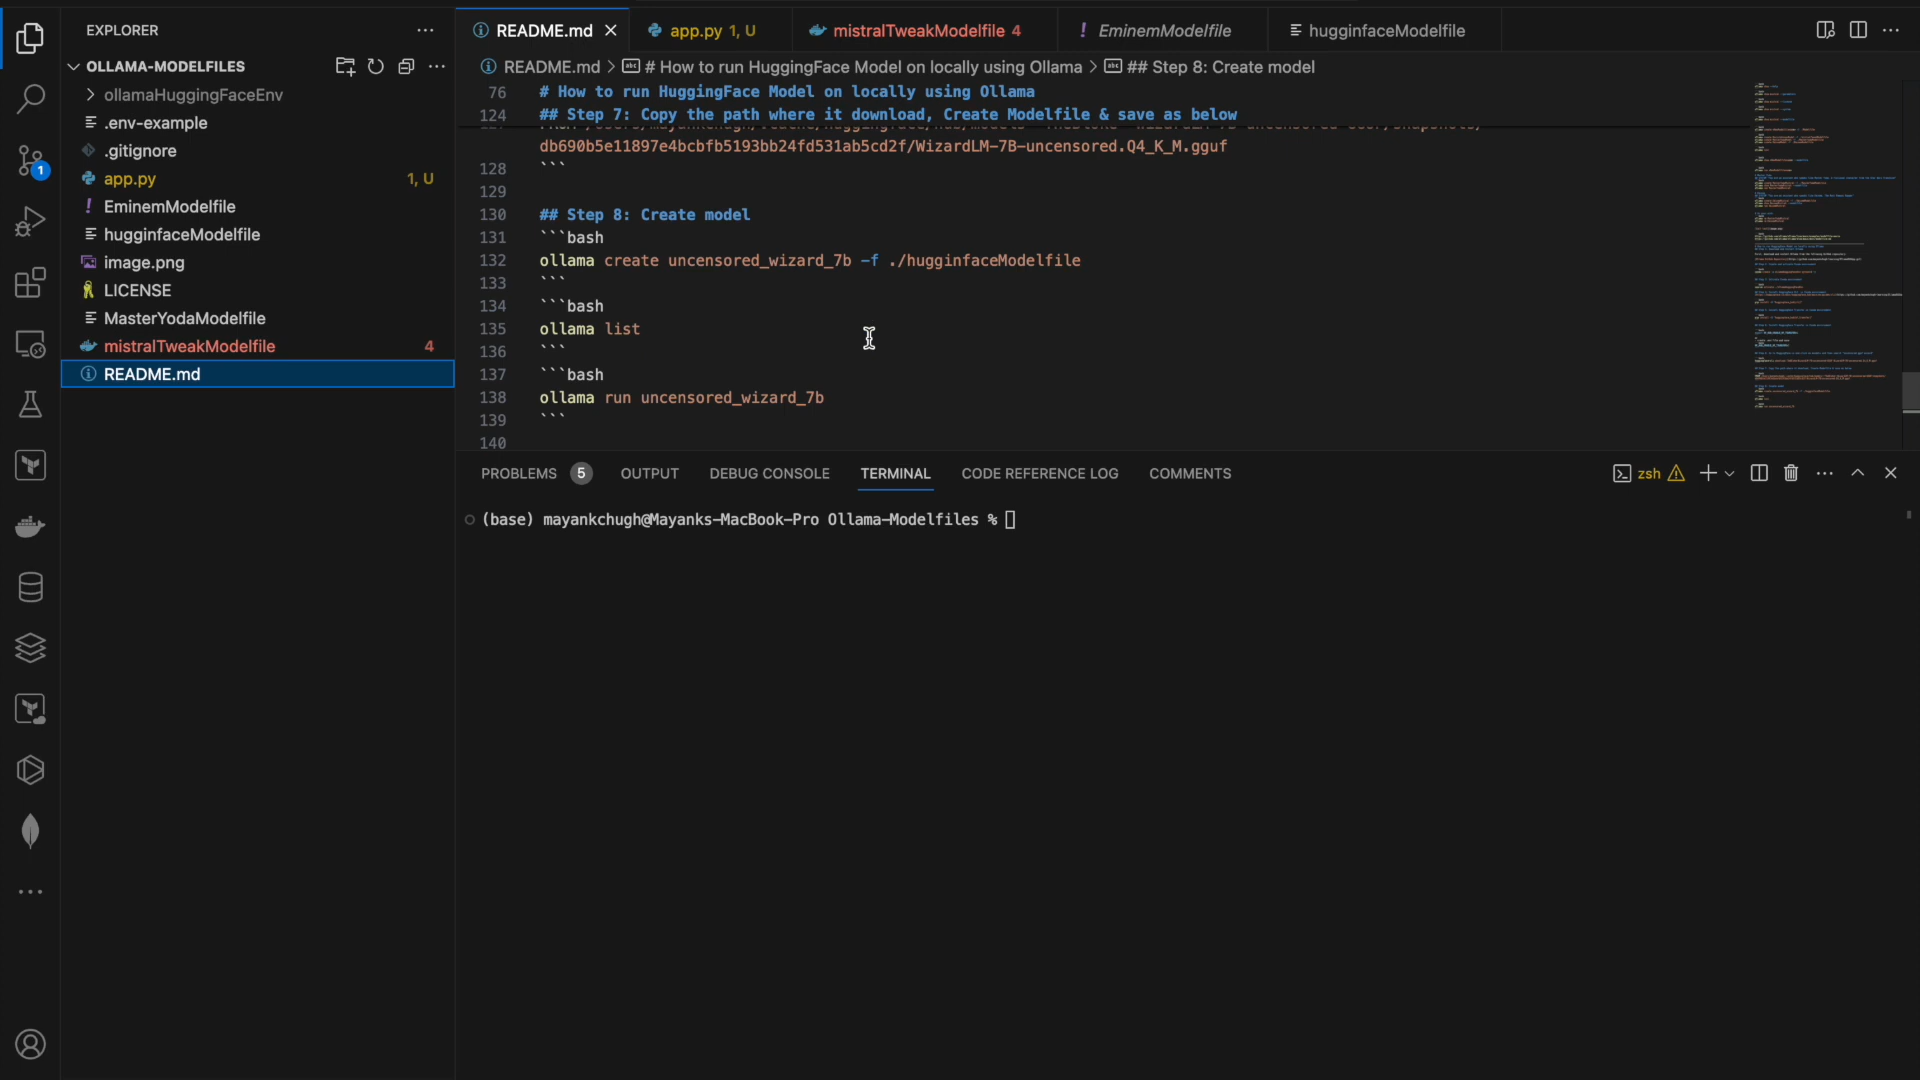 EXPLORER
OLLAMA-MODELFILES
ollamaHuggingFaceEnv
.env-example
.gitignore
app.py 1, U
EminemModelfile
hugginfaceModelfile
image.png
LICENSE
MasterYodaModelfile
mistralTweakModelfile 4
README.md
1
README.md
app.py 1, U
mistralTweakModelfile 4
EminemModelfile
hugginfaceModelfile
README.md > # How to run HuggingFace Model on locally using Ollama > ## Step 8: Create model
76 # How to run HuggingFace Model on locally using Ollama
124 ## Step 7: Copy the path where it download, Create Modelfile & save as below
db690b5e11897e4bcbfb5193bb24fd531ab5cd2f/WizardLM-7B-uncensored.Q4_K_M.gguf
128 ```
129
130 ## Step 8: Create model
131 ```bash
132 ollama create uncensored_wizard_7b -f ./hugginfaceModelfile
133 ```
134 ```bash
135 ollama list
136 ```
137 ```bash
138 ollama run uncensored_wizard_7b
139 ```
140
PROBLEMS 5 OUTPUT DEBUG CONSOLE TERMINAL CODE REFERENCE LOG COMMENTS zsh
(base) mayankchugh@Mayanks-MacBook-Pro Ollama-Modelfiles %